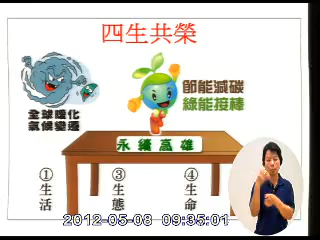 四生共榮
全球暖化
氣候變遷
節能減碳
綠能接棒
永續高雄
①生活
③生態
④生命
2012-05-08 09:35:01